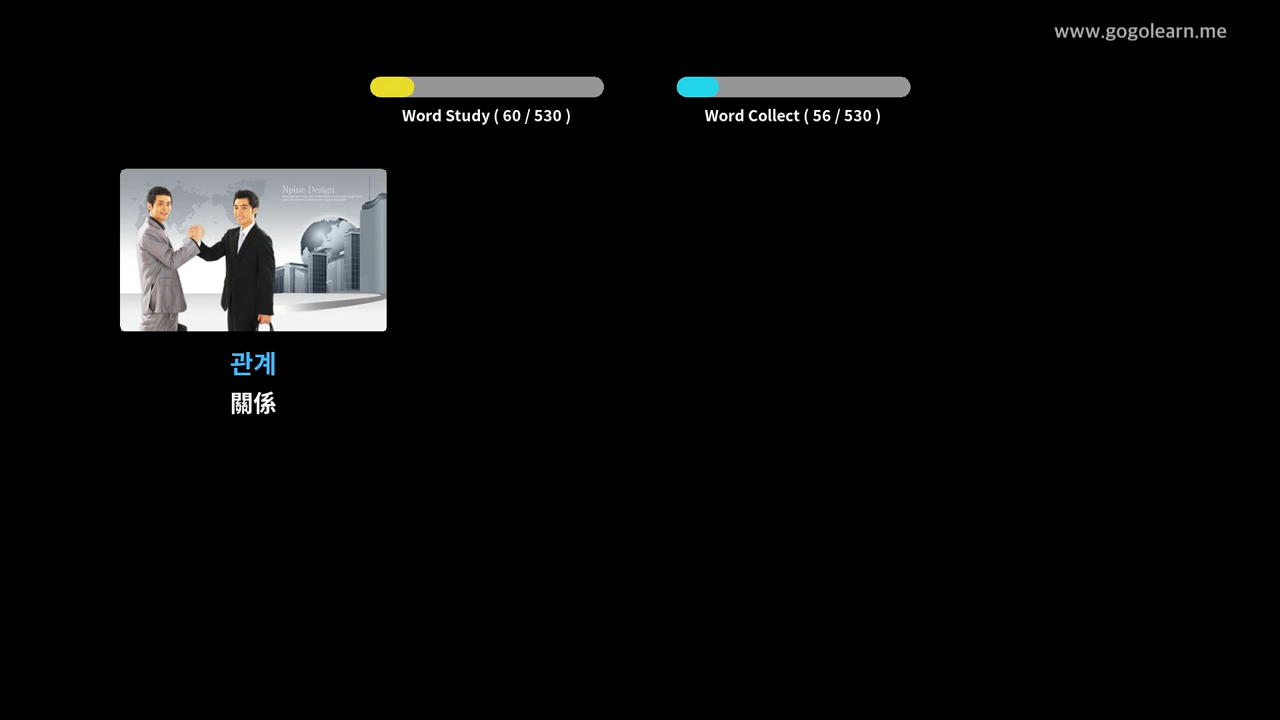 www.gogolearn.me
Word Study ( 60 / 530 )
Word Collect ( 56 / 530 )
Npine Design
관계
關係